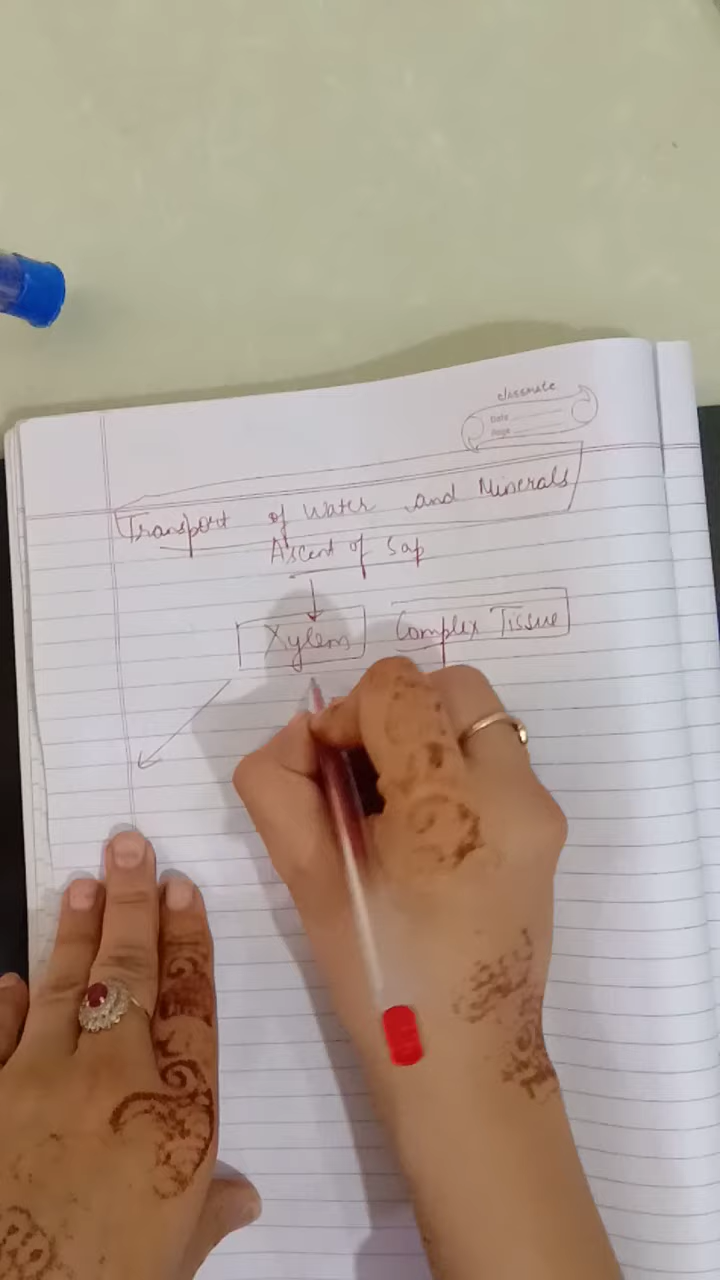 classmate
Date
Page
Transport of Water and Minerals
Ascent of Sap
Xylem Complex Tissue